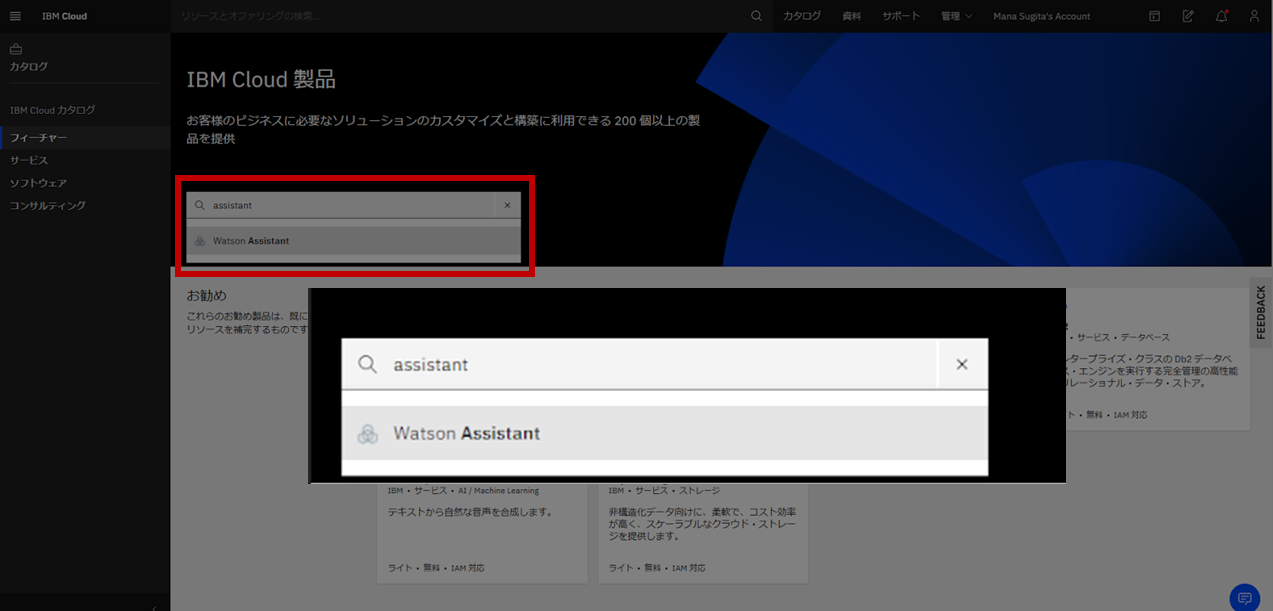 IBM Cloud
リソースとオファリングの検索...
カタログ
資料
サポート
管理
Mana Sugita's Account
カタログ
IBM Cloud カタログ
フィーチャー
サービス
ソフトウェア
コンサルティング
IBM Cloud 製品
お客様のビジネスに必要なソリューションのカスタマイズと構築に利用できる 200 個以上の製
品を提供
assistant
Watson Assistant
お勧め
これらのお勧め製品は、既に
リソースを補完するものです
assistant
Watson Assistant
・サービス・データベース
ンタープライズ・クラスの Db2 データベ
ス・エンジンを実行する完全管理の高性能
リレーショナル・データ・ストア。
ト・無料・IAM 対応
FEEDBACK
IBM・サービス・AI / Machine Learning
テキストから自然な音声を合成します。
ライト・無料・IAM 対応
IBM・サービス・ストレージ
非構造化データ向けに、柔軟で、コスト効率
が高く、スケーラブルなクラウド・ストレー
ジを提供します。
ライト・無料・IAM 対応